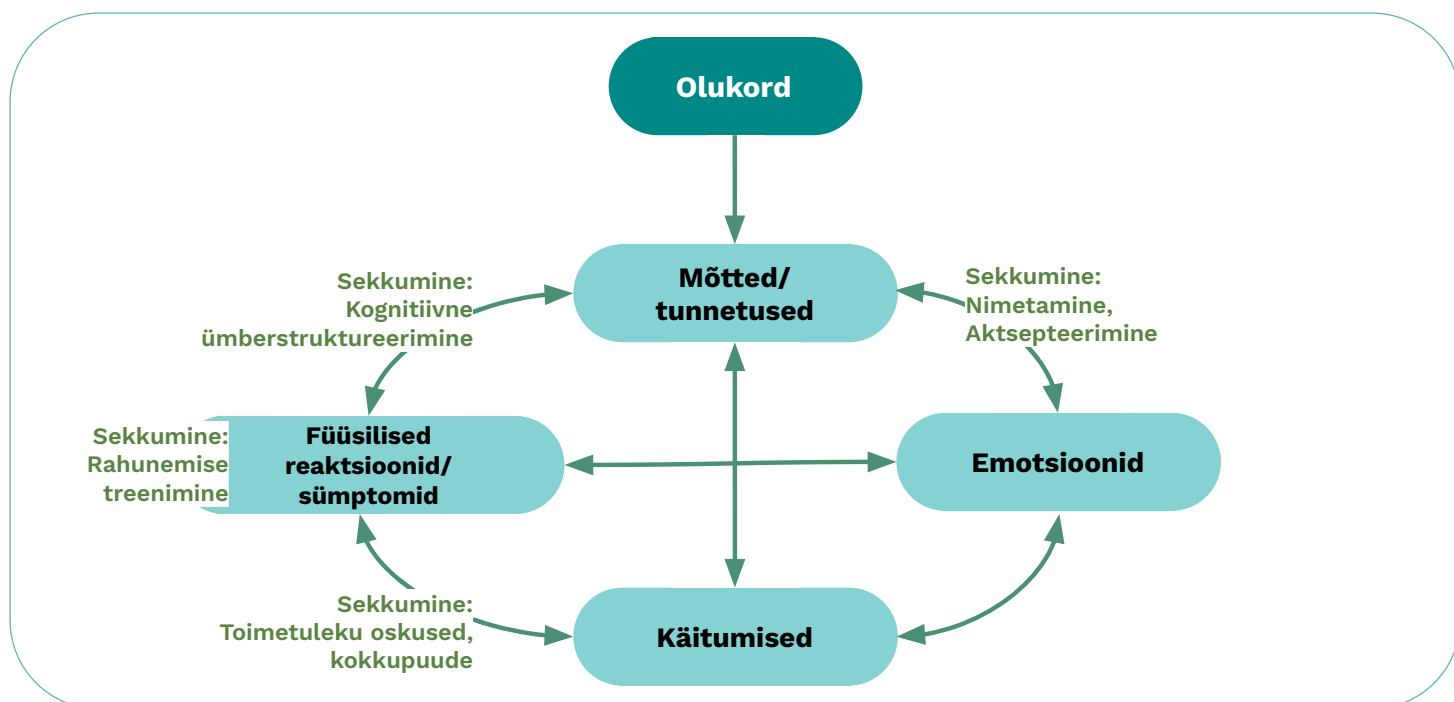 Olukord
Sekkumine:
Kognitiivne
ümberstruktureerimine
Mõtted/
tunnetused
Sekkumine:
Nimetamine,
Aktsepteerimine
Sekkumine:
Rahunemise
treenimine
Füüsilised
reaktsioonid/
sümptomid
Emotsioonid
Sekkumine:
Toimetuleku oskused,
kokkupuude
Käitumised